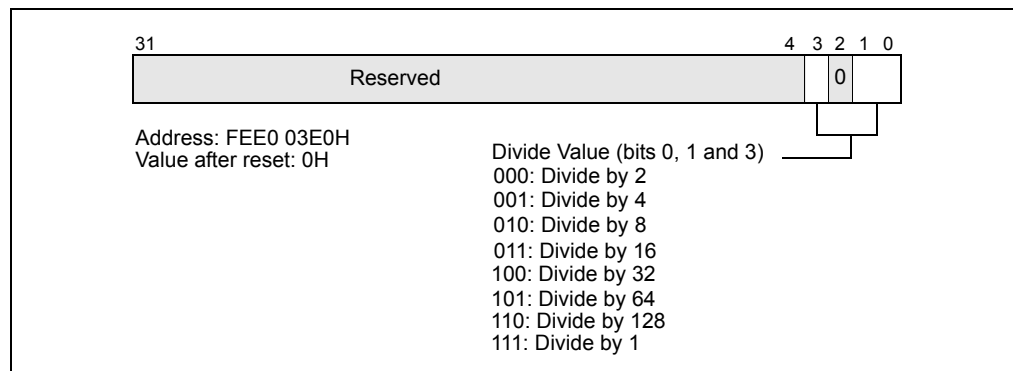 31 4 3 2 1 0
Reserved 0
Address: FEE0 03E0H
Value after reset: 0H
Divide Value (bits 0, 1 and 3)
000: Divide by 2
001: Divide by 4
010: Divide by 8
011: Divide by 16
100: Divide by 32
101: Divide by 64
110: Divide by 128
111: Divide by 1